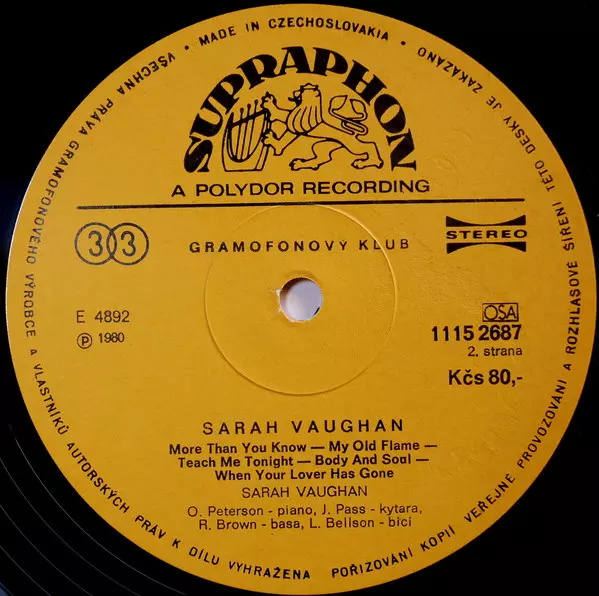 • MADE IN CZECHOSLOVAKIA •
VŠECHNA PRÁVA GRAMOFONOVÉHO VÝROBCE A VLASTNÍKŮ AUTORSKÝCH PRÁV K DÍLU VYHRAŽENA
POŘIZOVÁNÍ KOPIÍ VEŘEJNÉ PROVOZOVÁNÍ A ROZHLASOVÉ ŠÍŘENÍ TÉTO DESKY JE ZAKÁZÁNO
SUPRAPHON
A POLYDOR RECORDING
33
GRAMOFONOVÝ KLUB
STEREO
E 4892
℗ 1980
OSA
1115 2687
2. strana
Kčs 80,-
SARAH VAUGHAN
More Than You Know — My Old Flame —
Teach Me Tonight — Body And Soul —
When Your Lover Has Gone
SARAH VAUGHAN
O. Peterson - piano, J. Pass - kytara,
R. Brown - basa, L. Bellson - bicí